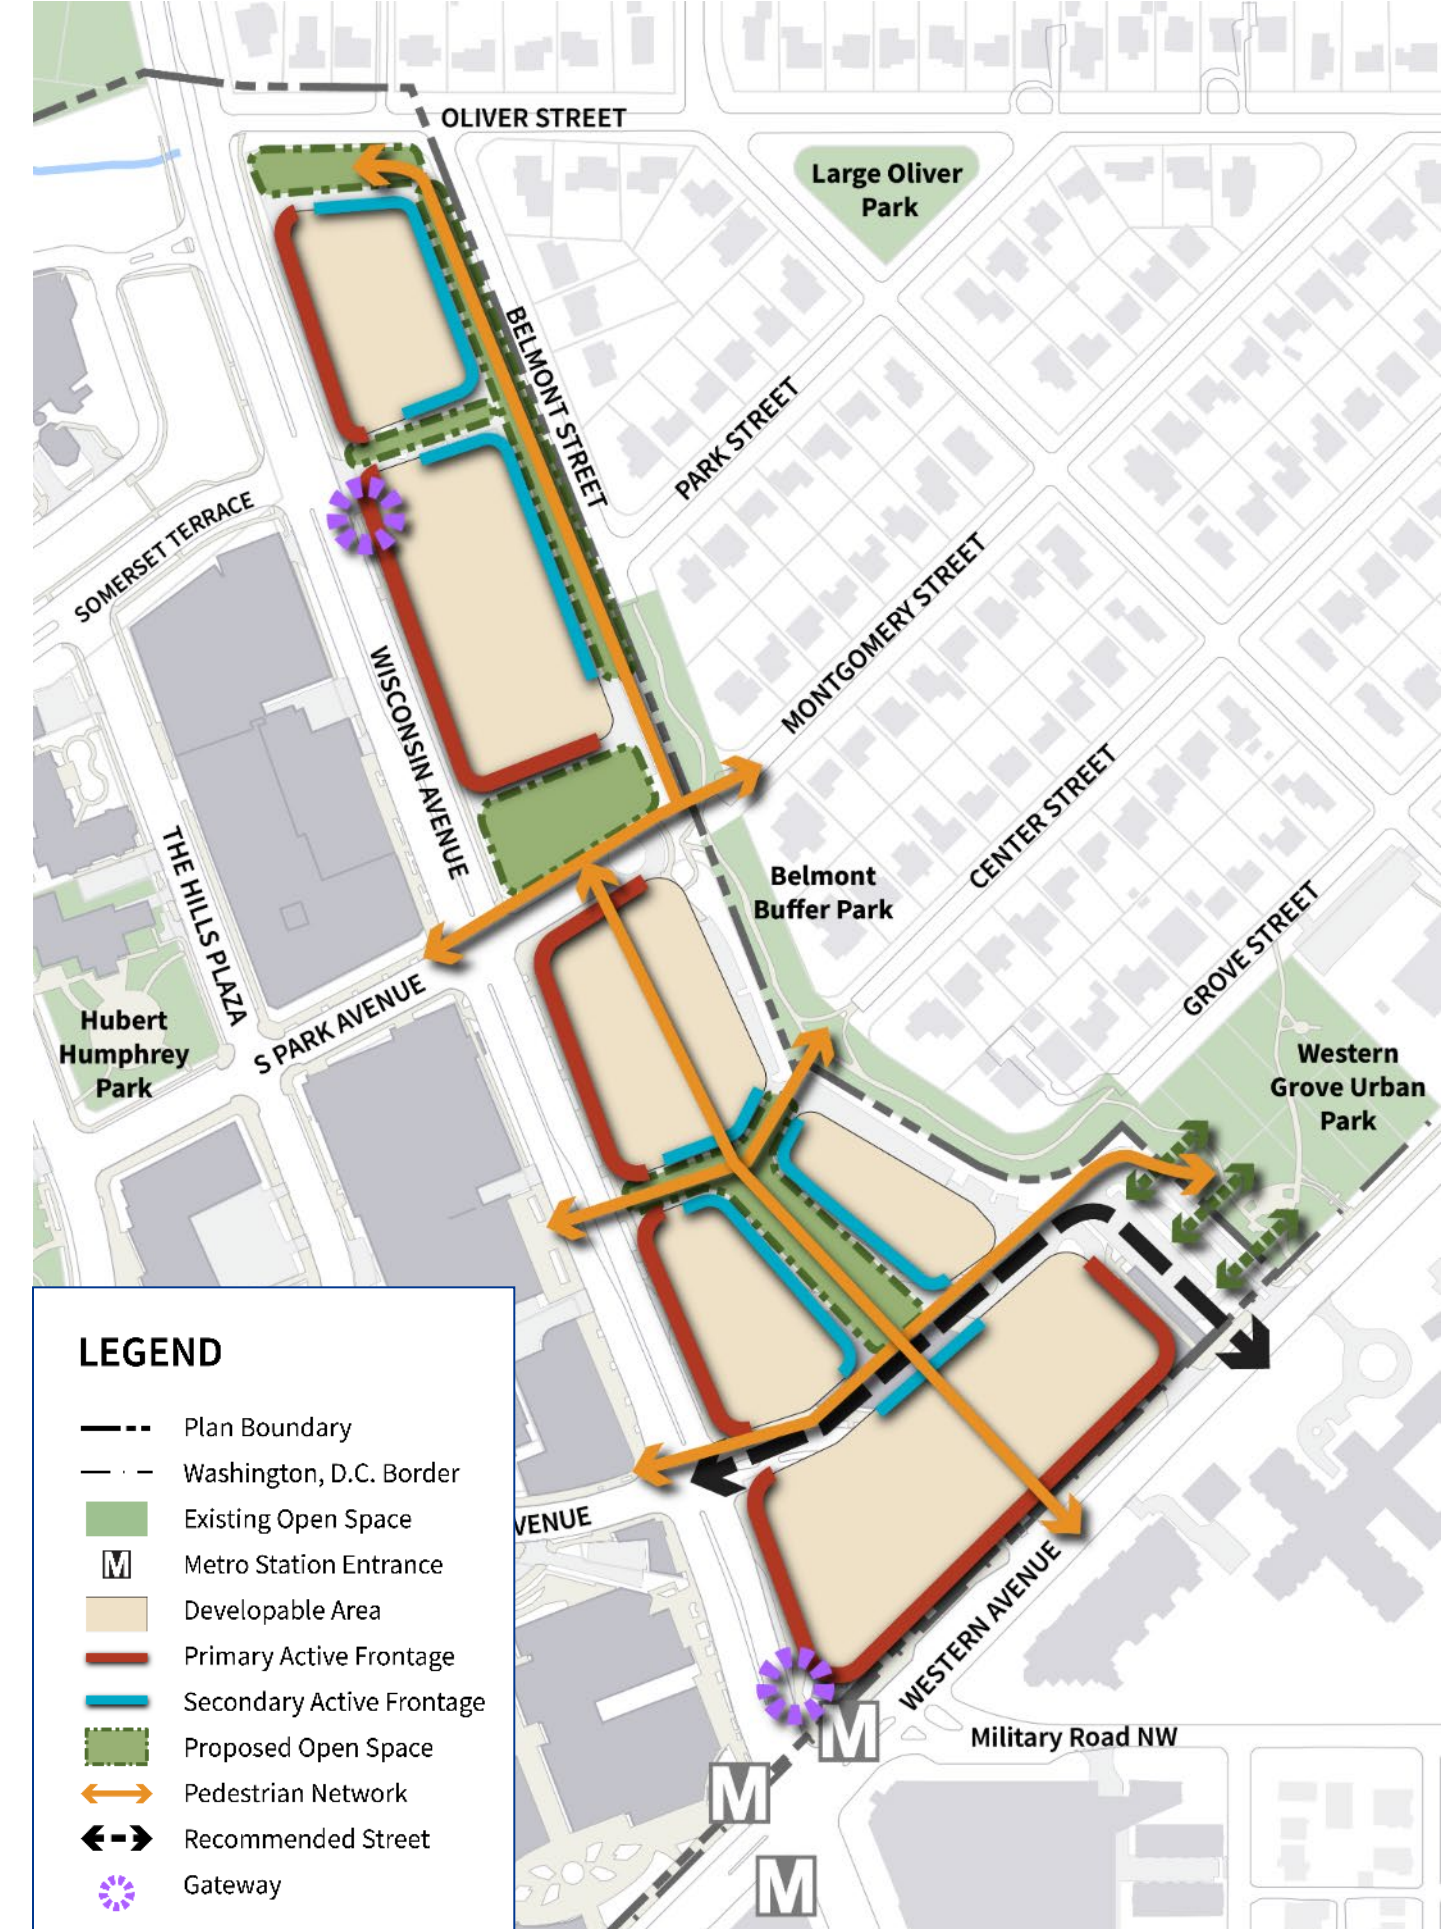 OLIVER STREET
Large Oliver
Park
BELMONT STREET
PARK STREET
SOMERSET TERRACE
MONTGOMERY STREET
WISCONSIN AVENUE
CENTER STREET
THE HILLS PLAZA
Belmont
Buffer Park
GROVE STREET
S PARK AVENUE
Hubert
Humphrey
Park
Western
Grove Urban
Park
VENUE
WESTERN AVENUE
Military Road NW
M
M
M
LEGEND
Plan Boundary
Washington, D.C. Border
Existing Open Space
M Metro Station Entrance
Developable Area
Primary Active Frontage
Secondary Active Frontage
Proposed Open Space
Pedestrian Network
Recommended Street
Gateway